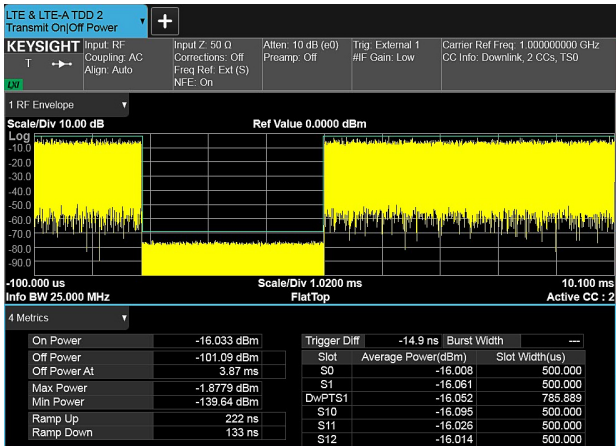 LTE & LTE-A TDD 2
Transmit On|Off Power
KEYSIGHT
T
LXI
Input: RF
Coupling: AC
Align: Auto
Input Z: 50 Ω
Corrections: Off
Freq Ref: Ext (S)
NFE: On
Atten: 10 dB (e0)
Preamp: Off
Trig: External 1
#IF Gain: Low
Carrier Ref Freq: 1.000000000 GHz
CC Info: Downlink, 2 CCs, TS0
1 RF Envelope
Scale/Div 10.00 dB
Ref Value 0.0000 dBm
Log
-10.0
-20.0
-30.0
-40.0
-50.0
-60.0
-70.0
-80.0
-90.0
-100.000 us
Scale/Div 1.0200 ms
10.100 ms
Info BW 25.000 MHz
FlatTop
Active CC : 2
4 Metrics
On Power -16.033 dBm
Off Power -101.09 dBm
Off Power At 3.87 ms
Max Power -1.8779 dBm
Min Power -139.64 dBm
Ramp Up 222 ns
Ramp Down 133 ns
Trigger Diff -14.9 ns Burst Width ---
Slot Average Power(dBm) Slot Width(us)
S0 -16.008 500.000
S1 -16.061 500.000
DwPTS1 -16.052 785.889
S10 -16.095 500.000
S11 -16.026 500.000
S12 -16.014 500.000